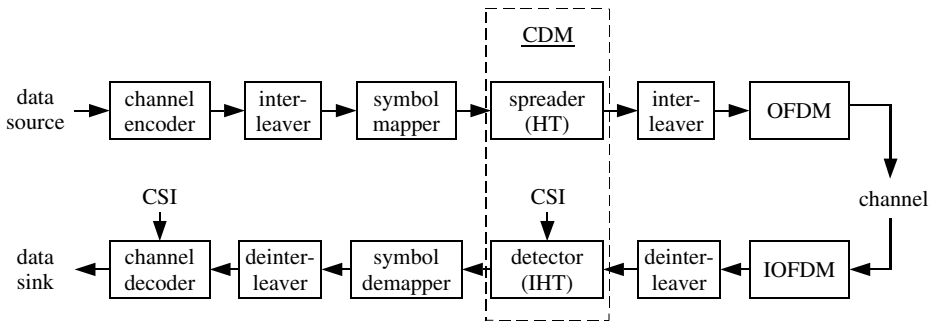 CDM
data
source
channel
encoder
inter-
leaver
symbol
mapper
spreader
(HT)
inter-
leaver
OFDM
channel
CSI
CSI
data
sink
channel
decoder
deinter-
leaver
symbol
demapper
detector
(IHT)
deinter-
leaver
IOFDM